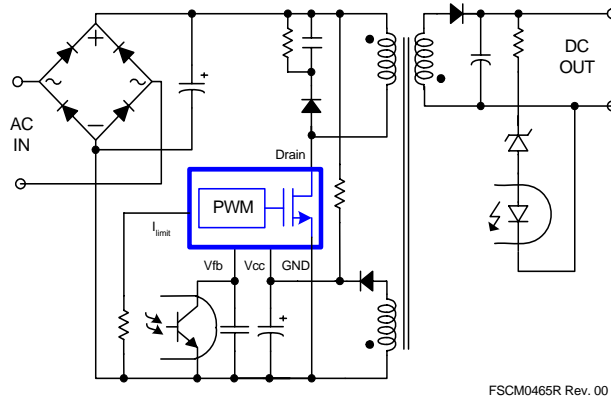 AC
IN
Drain
PWM
I limit
Vfb
Vcc
GND
DC
OUT
FSCM0465R Rev. 00